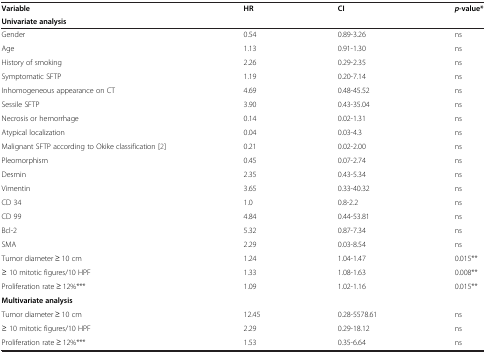 Variable HR CI p-value*
Univariate analysis
Gender 0.54 0.89-3.26 ns
Age 1.13 0.91-1.30 ns
History of smoking 2.26 0.29-2.35 ns
Symptomatic SFTP 1.19 0.20-7.14 ns
Inhomogeneous appearance on CT 4.69 0.48-45.52 ns
Sessile SFTP 3.90 0.43-35.04 ns
Necrosis or hemorrhage 0.14 0.02-1.31 ns
Atypical localization 0.04 0.03-4.3 ns
Malignant SFTP according to Okike classification [2] 0.21 0.02-2.00 ns
Pleomorphism 0.45 0.07-2.74 ns
Desmin 2.35 0.43-5.34 ns
Vimentin 3.65 0.33-40.32 ns
CD 34 1.0 0.8-2.2 ns
CD 99 4.84 0.44-53.81 ns
Bcl-2 5.32 0.87-7.34 ns
SMA 2.29 0.03-8.54 ns
Tumor diameter ≥ 10 cm 1.24 1.04-1.47 0.015**
≥ 10 mitotic figures/10 HPF 1.33 1.08-1.63 0.008**
Proliferation rate ≥ 12%*** 1.09 1.02-1.16 0.015**
Multivariate analysis
Tumor diameter ≥ 10 cm 12.45 0.28-5578.61 ns
≥ 10 mitotic figures/10 HPF 2.29 0.29-18.12 ns
Proliferation rate ≥ 12%*** 1.53 0.35-6.64 ns